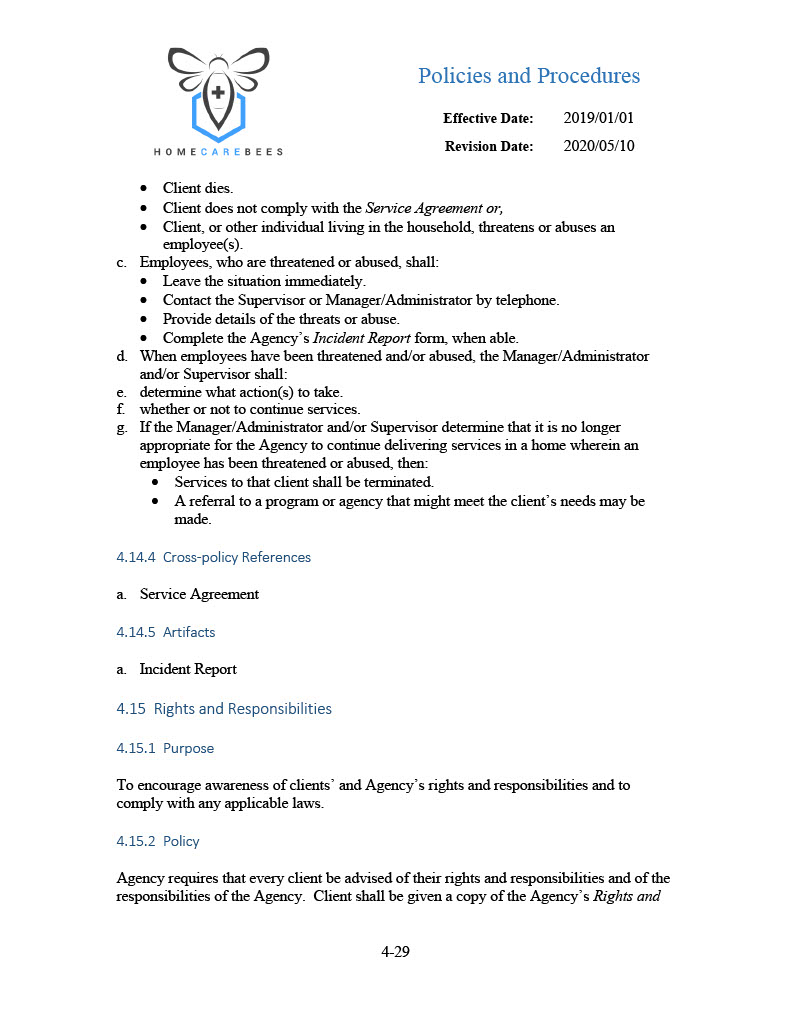 Policies and Procedures
Effective Date: 2019/01/01
Revision Date: 2020/05/10
HOMECAREBEES
• Client dies.
• Client does not comply with the Service Agreement or,
• Client, or other individual living in the household, threatens or abuses an
employee(s).
c. Employees, who are threatened or abused, shall:
• Leave the situation immediately.
• Contact the Supervisor or Manager/Administrator by telephone.
• Provide details of the threats or abuse.
• Complete the Agency's Incident Report form, when able.
d. When employees have been threatened and/or abused, the Manager/Administrator
and/or Supervisor shall:
e. determine what action(s) to take.
f. whether or not to continue services.
g. If the Manager/Administrator and/or Supervisor determine that it is no longer
appropriate for the Agency to continue delivering services in a home wherein an
employee has been threatened or abused, then:
• Services to that client shall be terminated.
• A referral to a program or agency that might meet the client's needs may be
made.
4.14.4 Cross-policy References
a. Service Agreement
4.14.5 Artifacts
a. Incident Report
4.15 Rights and Responsibilities
4.15.1 Purpose
To encourage awareness of clients' and Agency's rights and responsibilities and to
comply with any applicable laws.
4.15.2 Policy
Agency requires that every client be advised of their rights and responsibilities and of the
responsibilities of the Agency. Client shall be given a copy of the Agency's Rights and
4-29